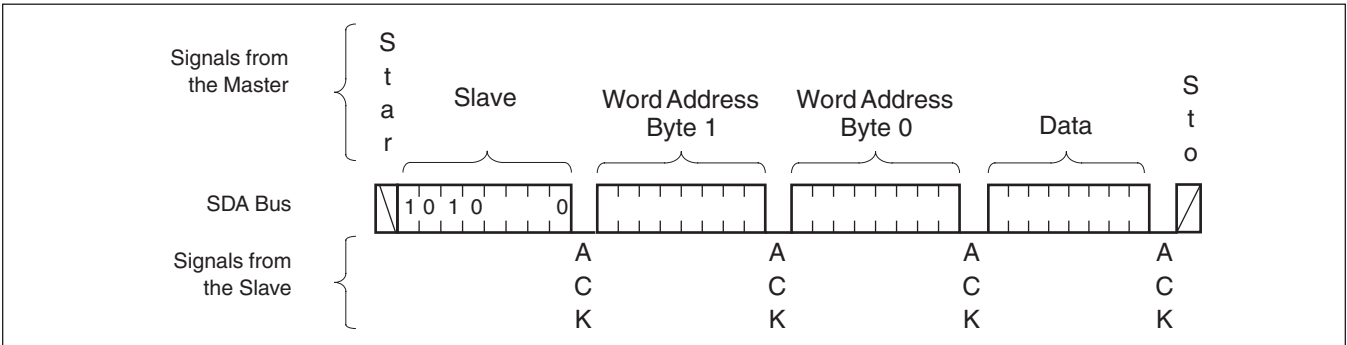 Signals from
the Master
S
t
a
r
Slave
Word Address
Byte 1
Word Address
Byte 0
Data
S
t
o
SDA Bus
1 0 1 0 0
Signals from
the Slave
A
C
K
A
C
K
A
C
K
A
C
K